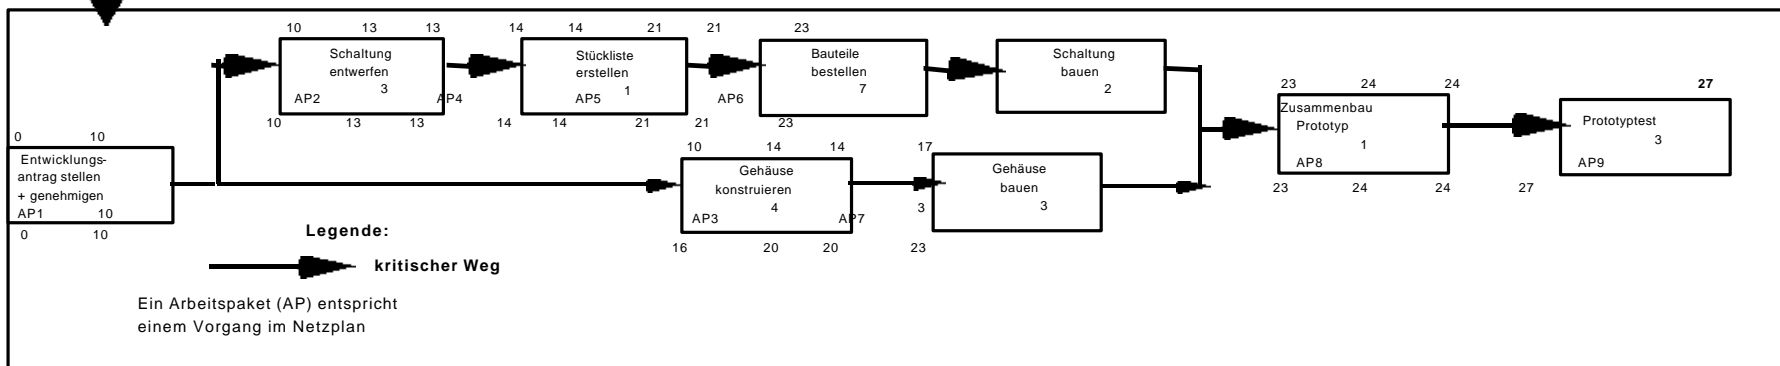 10 13 13 14 14 21 21 23
Schaltung
entwerfen
3
AP2
Stückliste
erstellen
1
AP4
AP5
Bauteile
bestellen
7
AP6
Schaltung
bauen
2
10 13 13 14 14 21 21 23
0 10
Entwicklungs-
antrag stellen
+ genehmigen
AP1 10
0 10
10 14 14 17
Gehäuse
konstruieren
4
AP3
Gehäuse
bauen
3
AP7
3
16 20 20 23
23 24 24 27
Zusammenbau
Prototyp
1
AP8
Prototyptest
3
AP9
23 24 24 27
Legende:
kritischer Weg
Ein Arbeitspaket (AP) entspricht
einem Vorgang im Netzplan